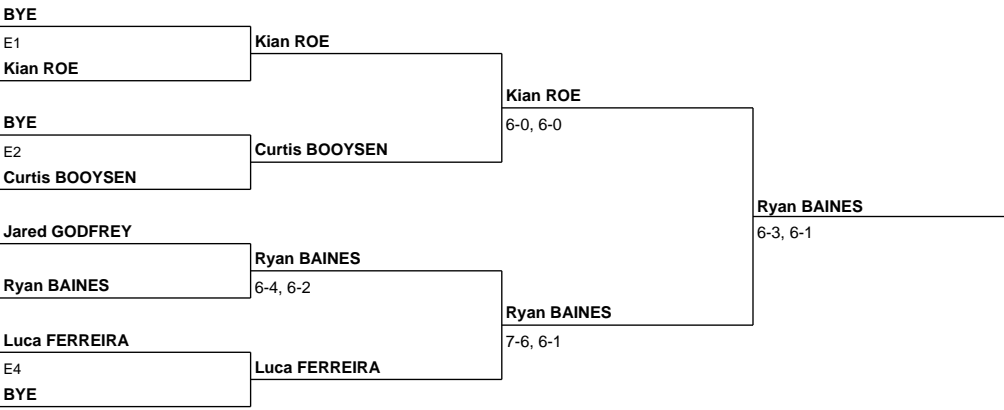 BYE
E1
Kian ROE
Kian ROE
Kian ROE
6-0, 6-0
BYE
E2
Curtis BOOYSEN
Curtis BOOYSEN
Ryan BAINES
6-3, 6-1
Jared GODFREY
Ryan BAINES
Ryan BAINES
6-4, 6-2
Ryan BAINES
7-6, 6-1
Luca FERREIRA
E4
Luca FERREIRA
BYE